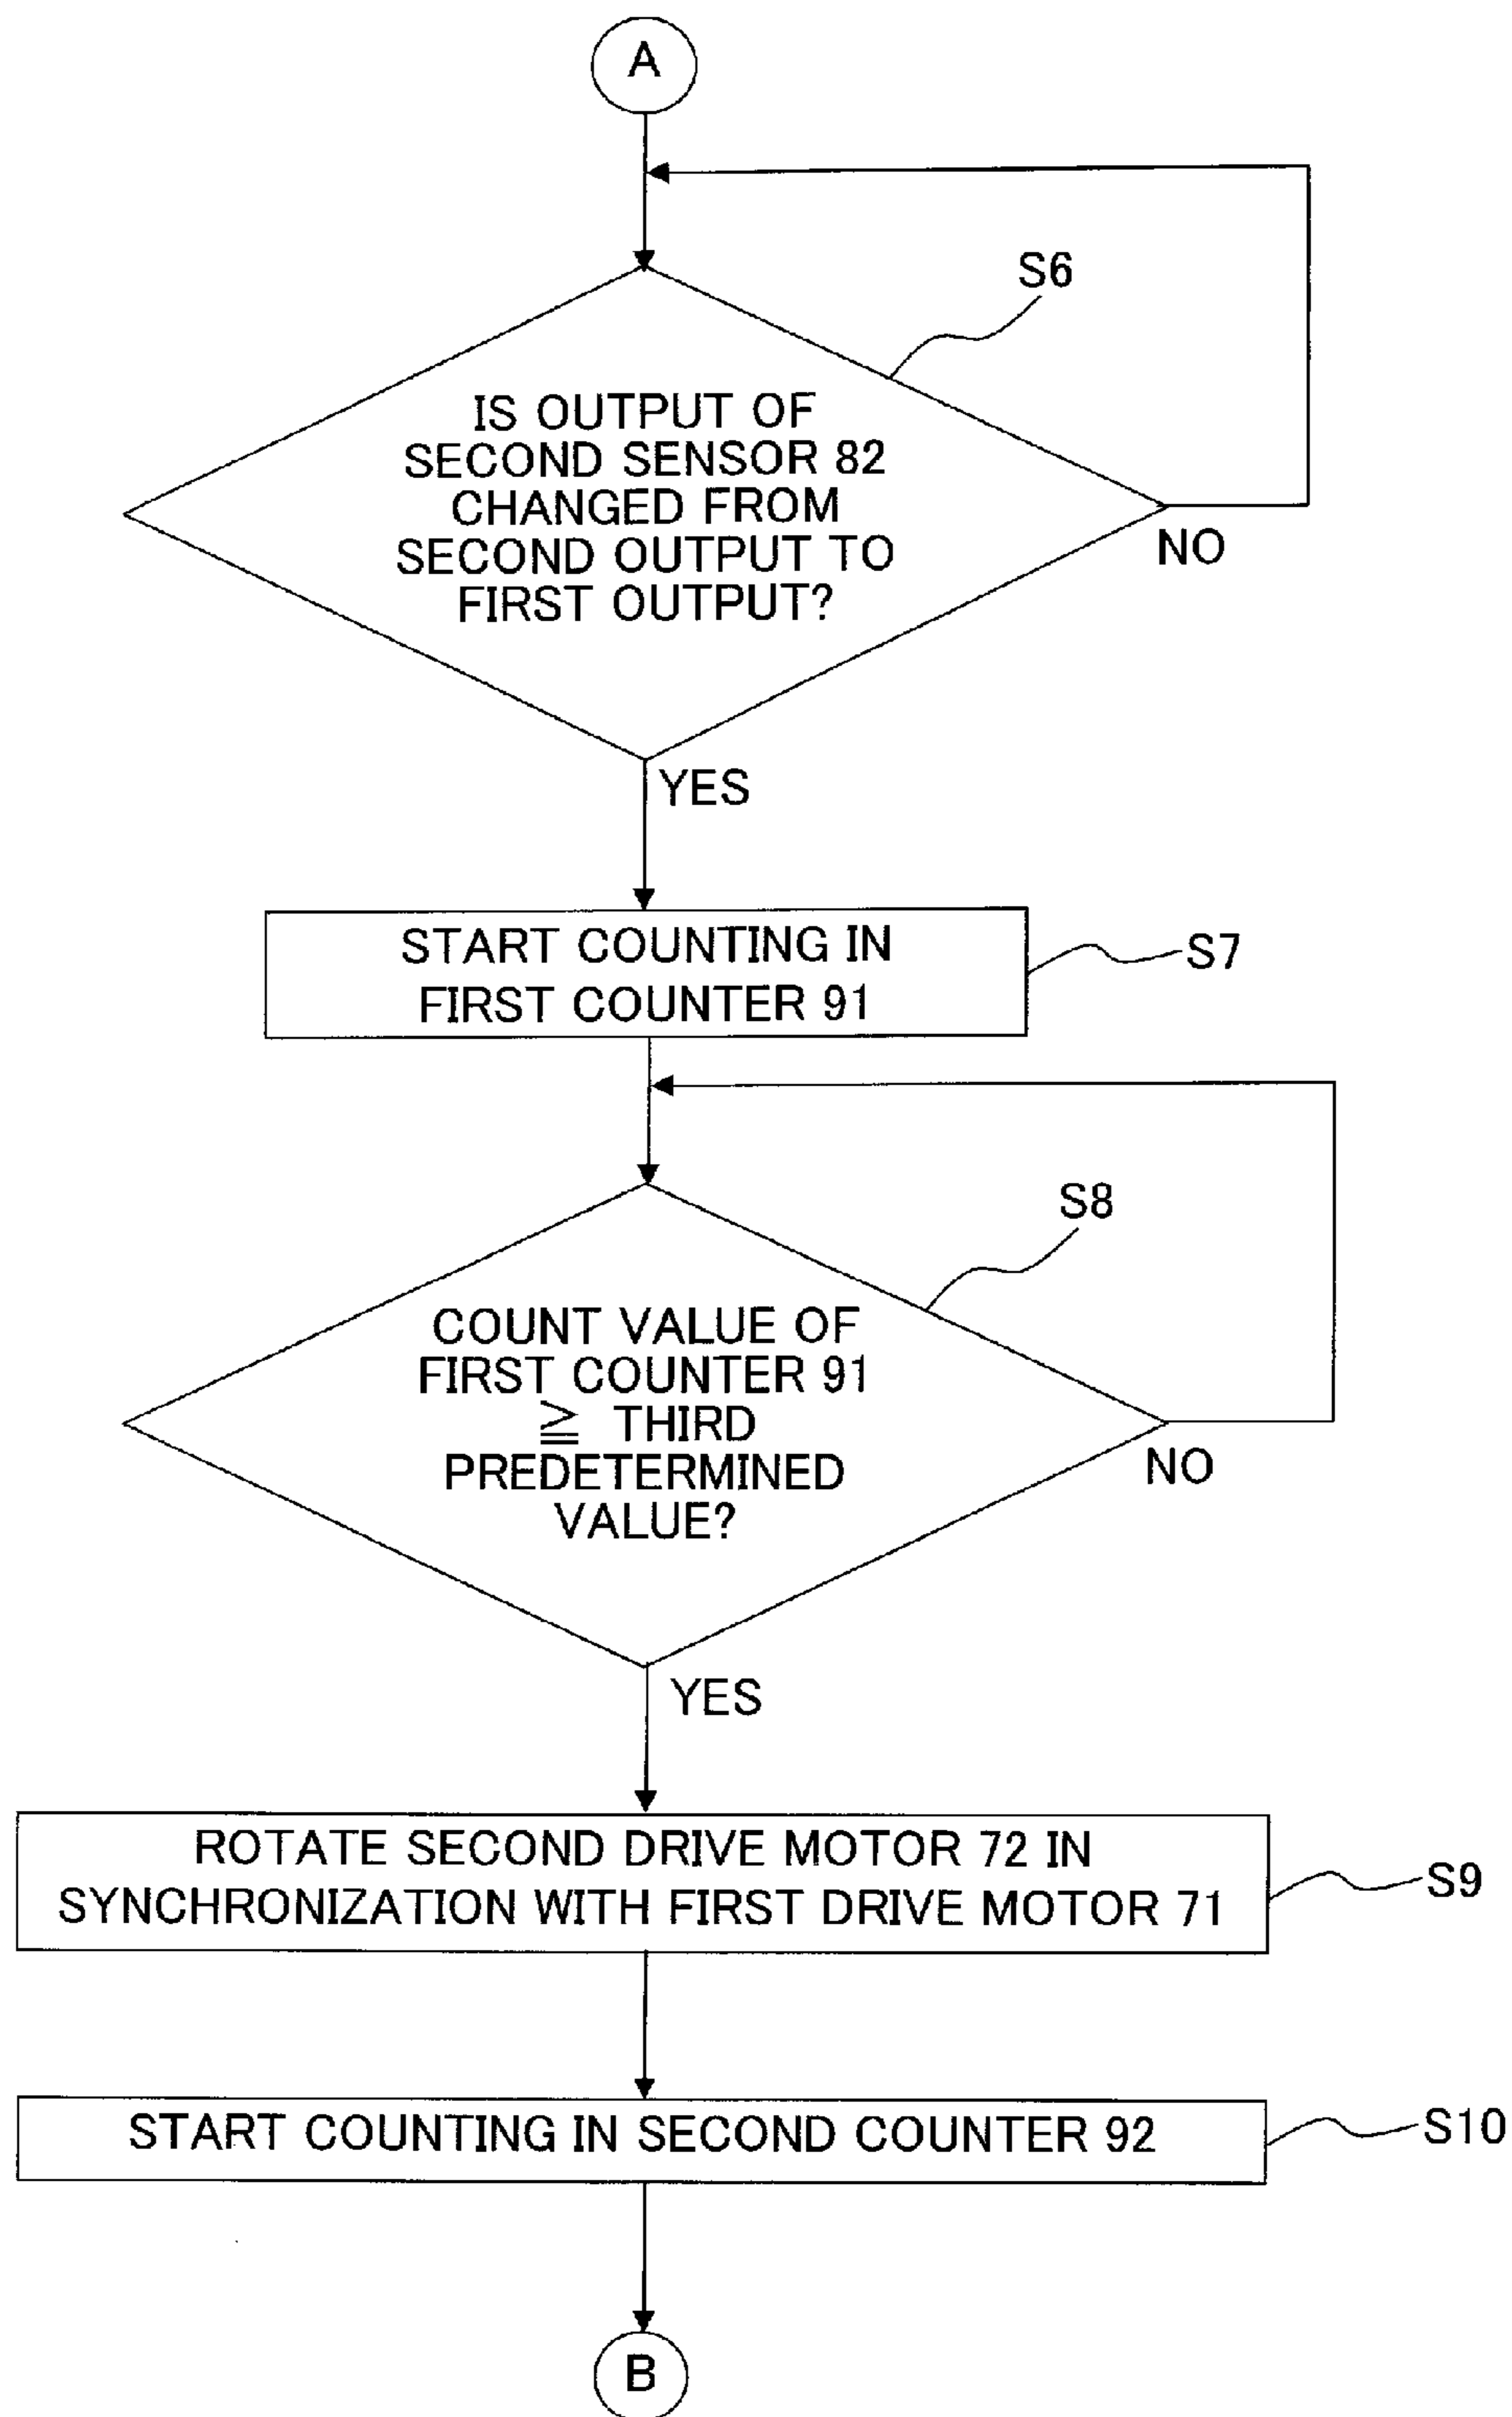 A
S6
IS OUTPUT OF
SECOND SENSOR 82
CHANGED FROM
SECOND OUTPUT TO
FIRST OUTPUT?
NO
YES
START COUNTING IN
FIRST COUNTER 91
S7
S8
COUNT VALUE OF
FIRST COUNTER 91
≧ THIRD
PREDETERMINED
VALUE?
NO
YES
ROTATE SECOND DRIVE MOTOR 72 IN
SYNCHRONIZATION WITH FIRST DRIVE MOTOR 71
S9
START COUNTING IN SECOND COUNTER 92
S10
B